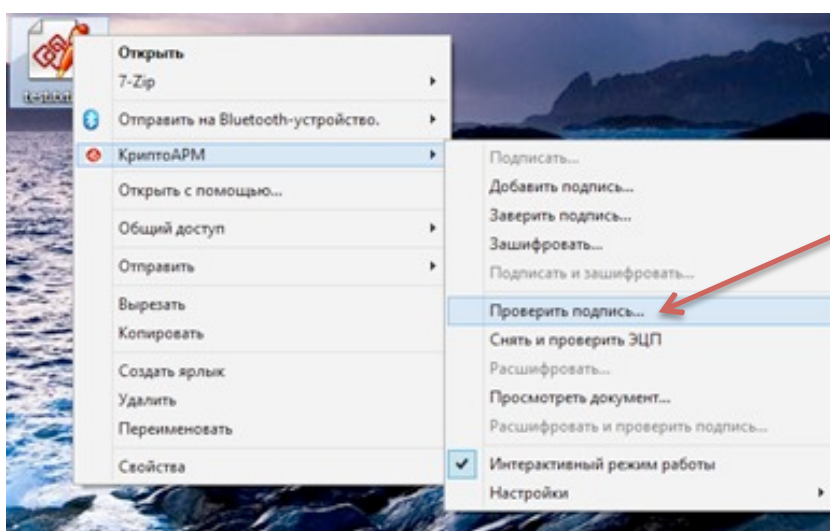 Открыть
7-Zip
Отправить на Bluetooth-устройство.
КриптоАРМ
Открыть с помощью...
Общий доступ
Отправить
Вырезать
Копировать
Создать ярлык
Удалить
Переименовать
Свойства
Подписать...
Добавить подпись...
Заверить подпись...
Зашифровать...
Подписать и зашифровать...
Проверить подпись...
Снять и проверить ЭЦП
Расшифровать...
Просмотреть документ...
Расшифровать и проверить подпись...
Интерактивный режим работы
Настройки